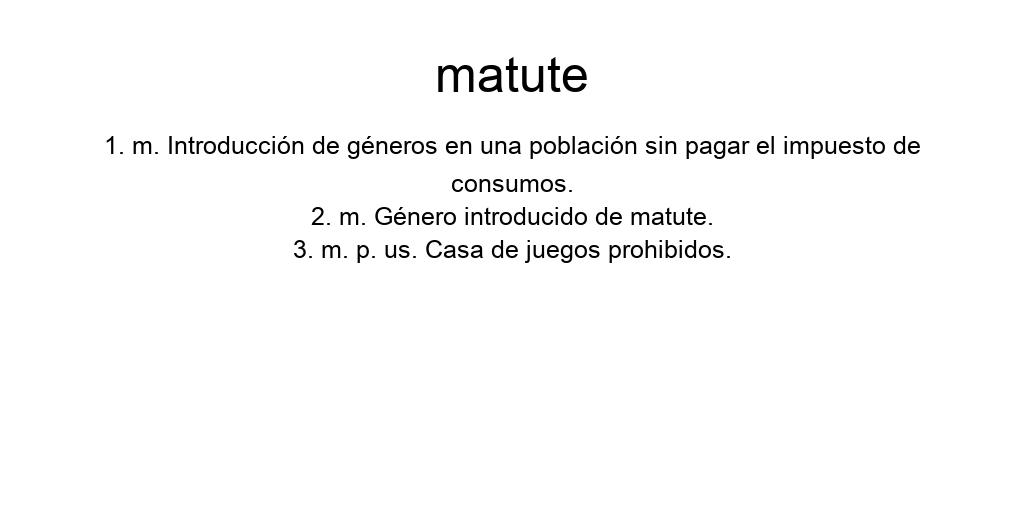 matute
1. m. Introducción de géneros en una población sin pagar el impuesto de
consumos.
2. m. Género introducido de matute.
3. m. p. us. Casa de juegos prohibidos.